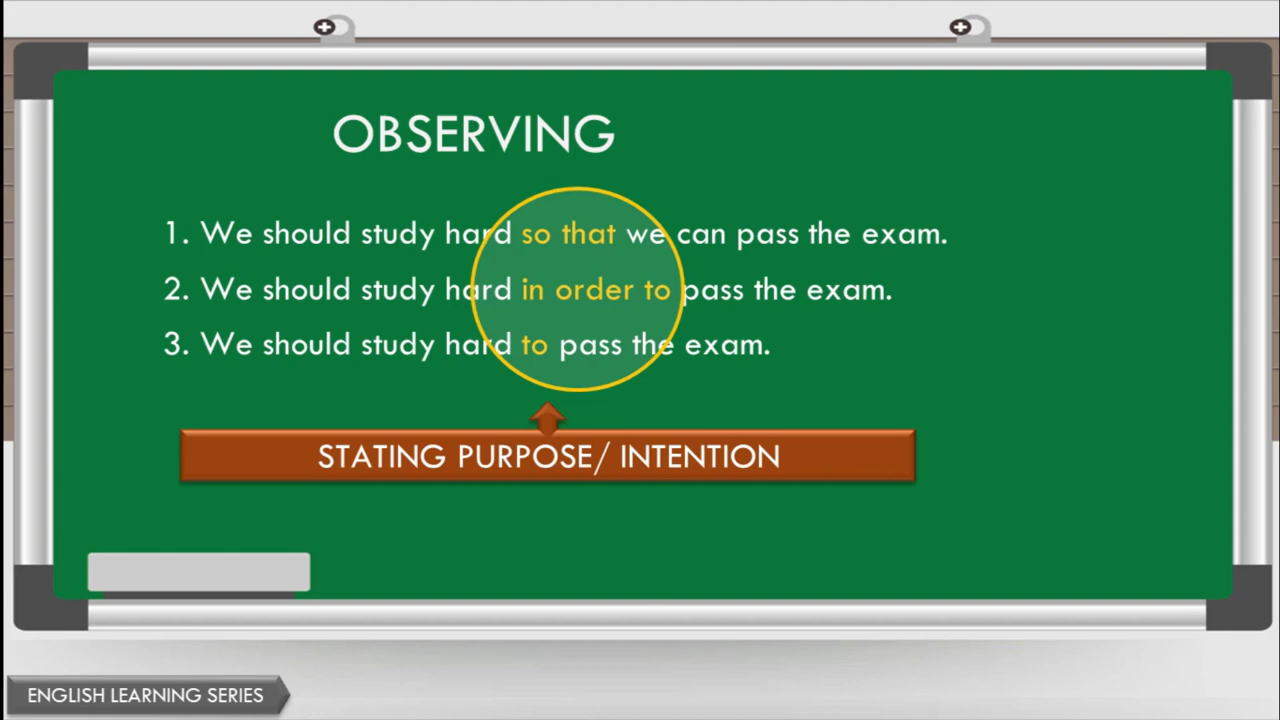 OBSERVING
1. We should study hard so that we can pass the exam.
2. We should study hard in order to pass the exam.
3. We should study hard to pass the exam.
STATING PURPOSE/ INTENTION
ENGLISH LEARNING SERIES